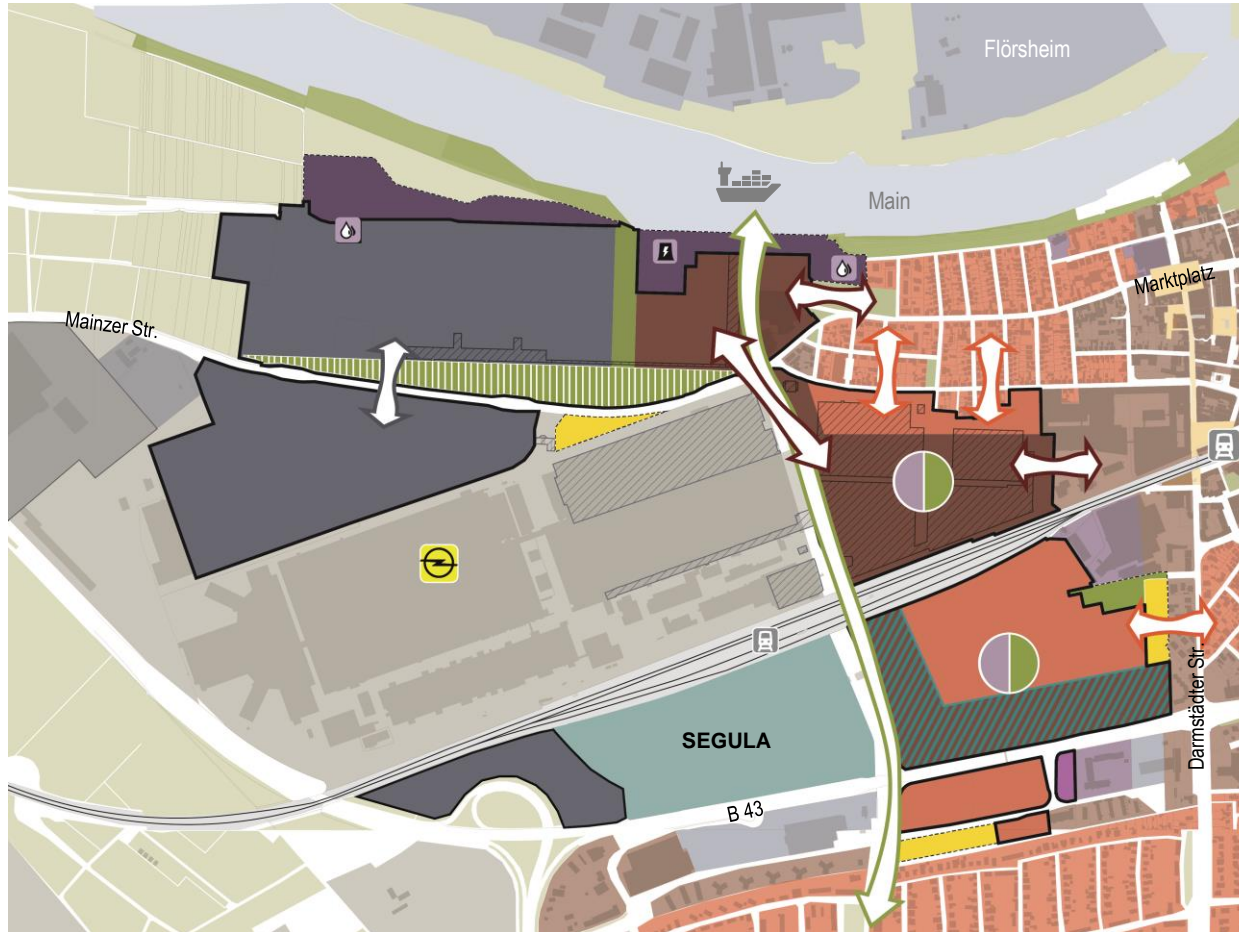 Flörsheim
Main
Marktplatz
Mainzer Str.
SEGULA
Darmstädter Str.
B 43